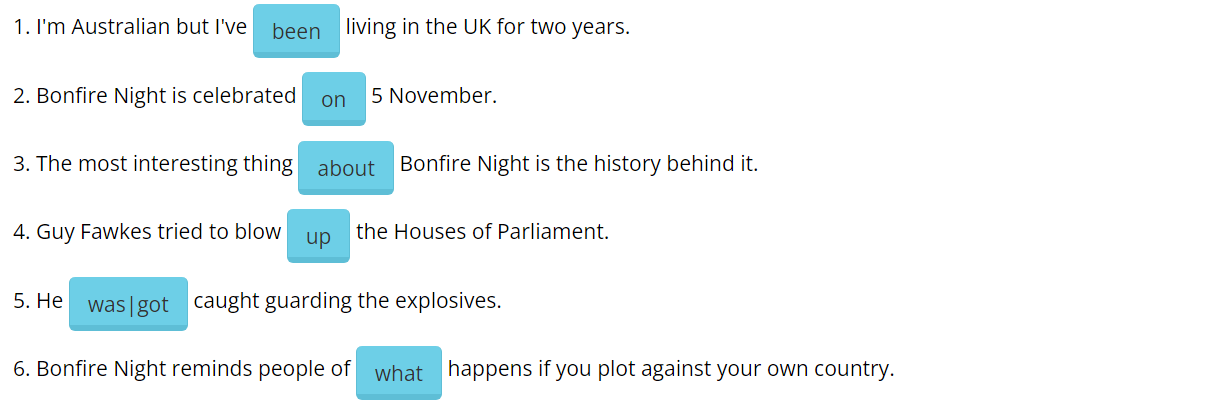 1. I'm Australian but I've been living in the UK for two years.
2. Bonfire Night is celebrated on 5 November.
3. The most interesting thing about Bonfire Night is the history behind it.
4. Guy Fawkes tried to blow up the Houses of Parliament.
5. He was|got caught guarding the explosives.
6. Bonfire Night reminds people of what happens if you plot against your own country.